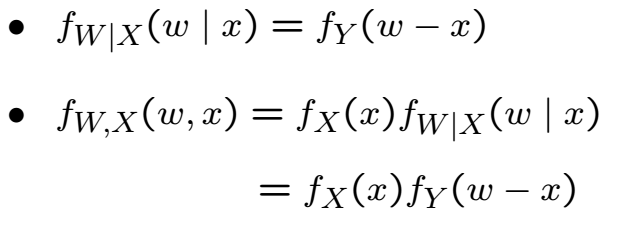 • f_{W|X}(w | x) = f_Y(w − x)
• f_{W,X}(w, x) = f_X(x)f_{W|X}(w | x)
= f_X(x)f_Y(w − x)